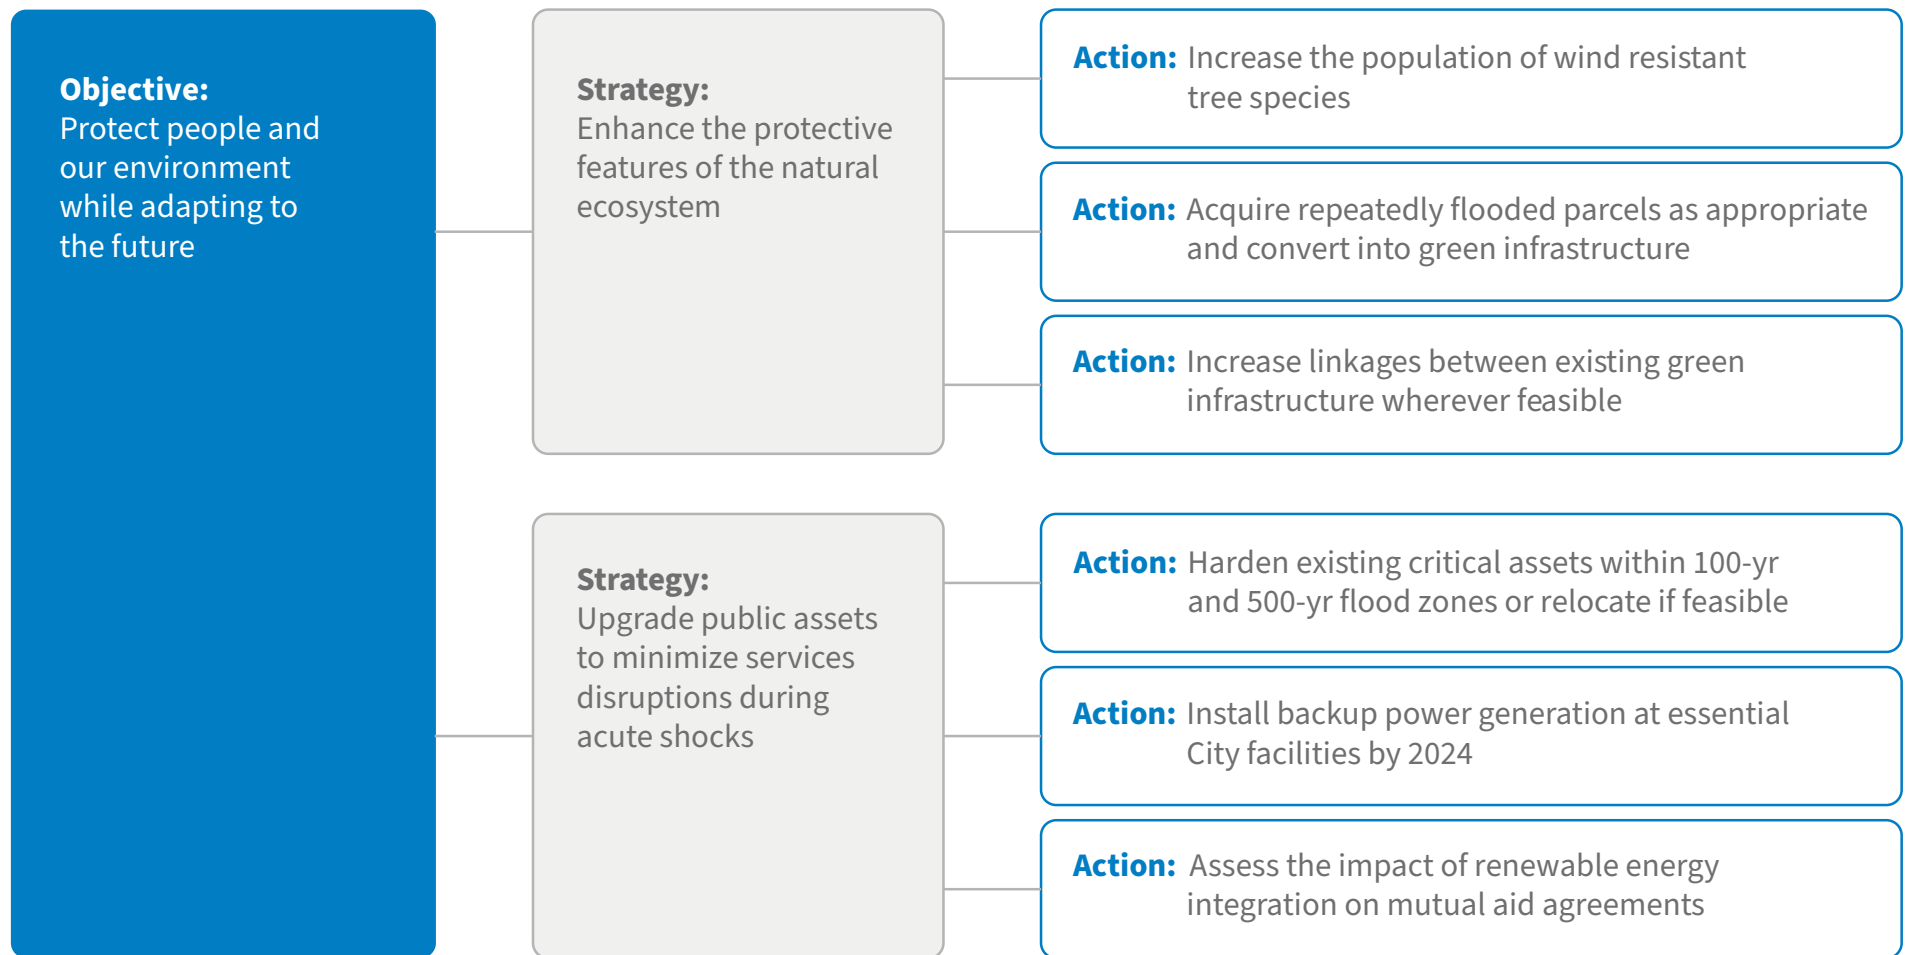 Objective:
Protect people and
our environment
while adapting to
the future
Strategy:
Enhance the protective
features of the natural
ecosystem
Action: Increase the population of wind resistant
tree species
Action: Acquire repeatedly flooded parcels as appropriate
and convert into green infrastructure
Action: Increase linkages between existing green
infrastructure wherever feasible
Strategy:
Upgrade public assets
to minimize services
disruptions during
acute shocks
Action: Harden existing critical assets within 100-yr
and 500-yr flood zones or relocate if feasible
Action: Install backup power generation at essential
City facilities by 2024
Action: Assess the impact of renewable energy
integration on mutual aid agreements